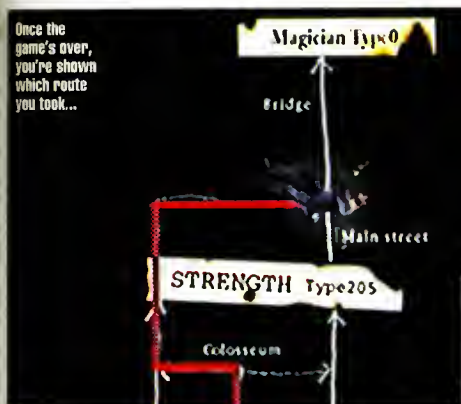 Once the
game's over,
you're shown
which route
you took...
Magician Type0
Bridge
Main street
STRENGTH Type205
Colosseum